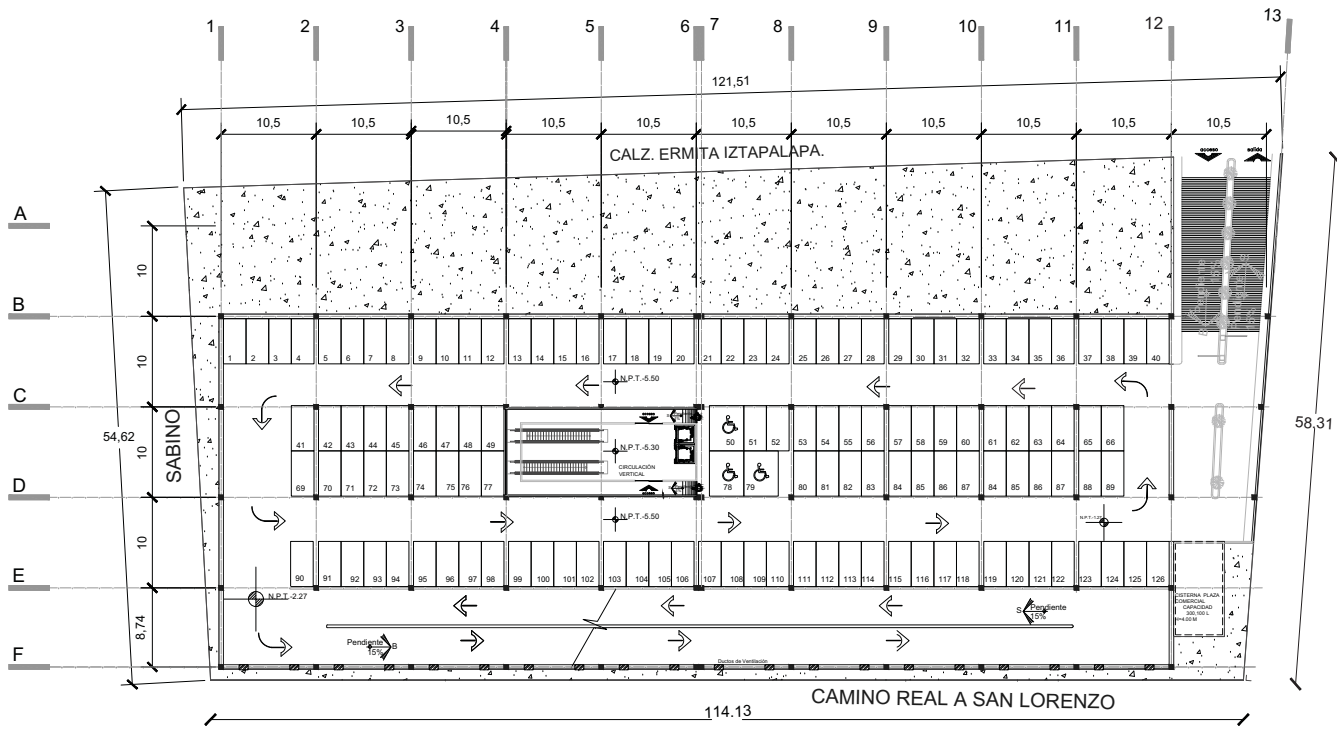 1 2 3 4 5 6 7 8 9 10 11 12 13
121,51
10,5 10,5 10,5 10,5 10,5 10,5 10,5 10,5 10,5 10,5 10,5
CALZ. ERMITA IZTAPALAPA.
acceso salida
A
10
B
1 2 3 4 5 6 7 8 9 10 11 12 13 14 15 16 17 18 19 20 21 22 23 24 25 26 27 28 29 30 31 32 33 34 35 36 37 38 39 40
10
N.P.T.-5.50
C
54,62
SABINO
58,31
acceso
41 42 43 44 45 46 47 48 49
50 51 52 53 54 55 56 57 58 59 60 61 62 63 64 65 66
N.P.T.-5.30
CIRCULACIÓN
VERTICAL
10
69 70 71 72 73 74 75 76 77
78 79 80 81 82 83 84 85 86 87 84 85 86 87 88 89
acceso
D
N.P.T.-5.50
10
90 91 92 93 94 95 96 97 98 99 100 101 102 103 104 105 106 107 108 109 110 111 112 113 114 115 116 117 118 119 120 121 122 123 124 125 126
E
CISTERNA PLAZA
COMERCIAL
CAPACIDAD
300,100 L
H=4.00 M
N.P.T.-2.27
S Pendiente
15%
8,74
Pendiente B
15%
F
Ductos de Ventilación
CAMINO REAL A SAN LORENZO
114.13